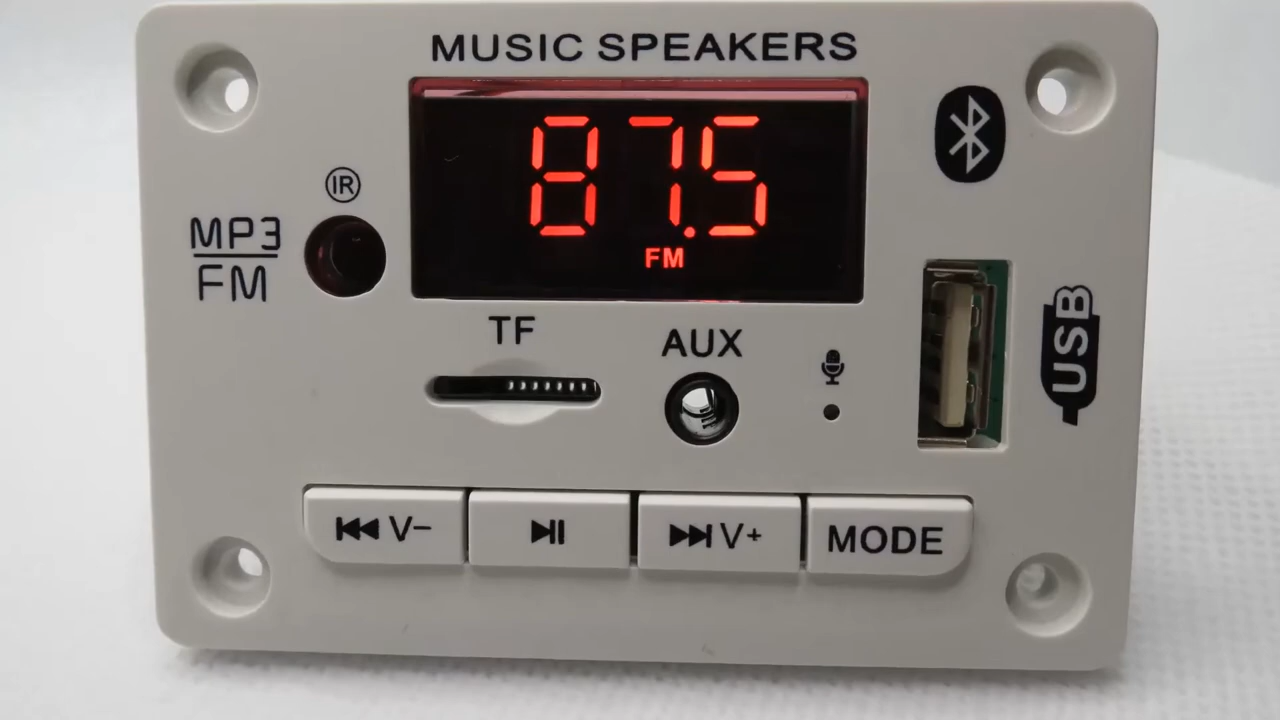 MUSIC SPEAKERS
87.5
FM
IR
MP3
FM
TF
AUX
USB
V-
V+
MODE